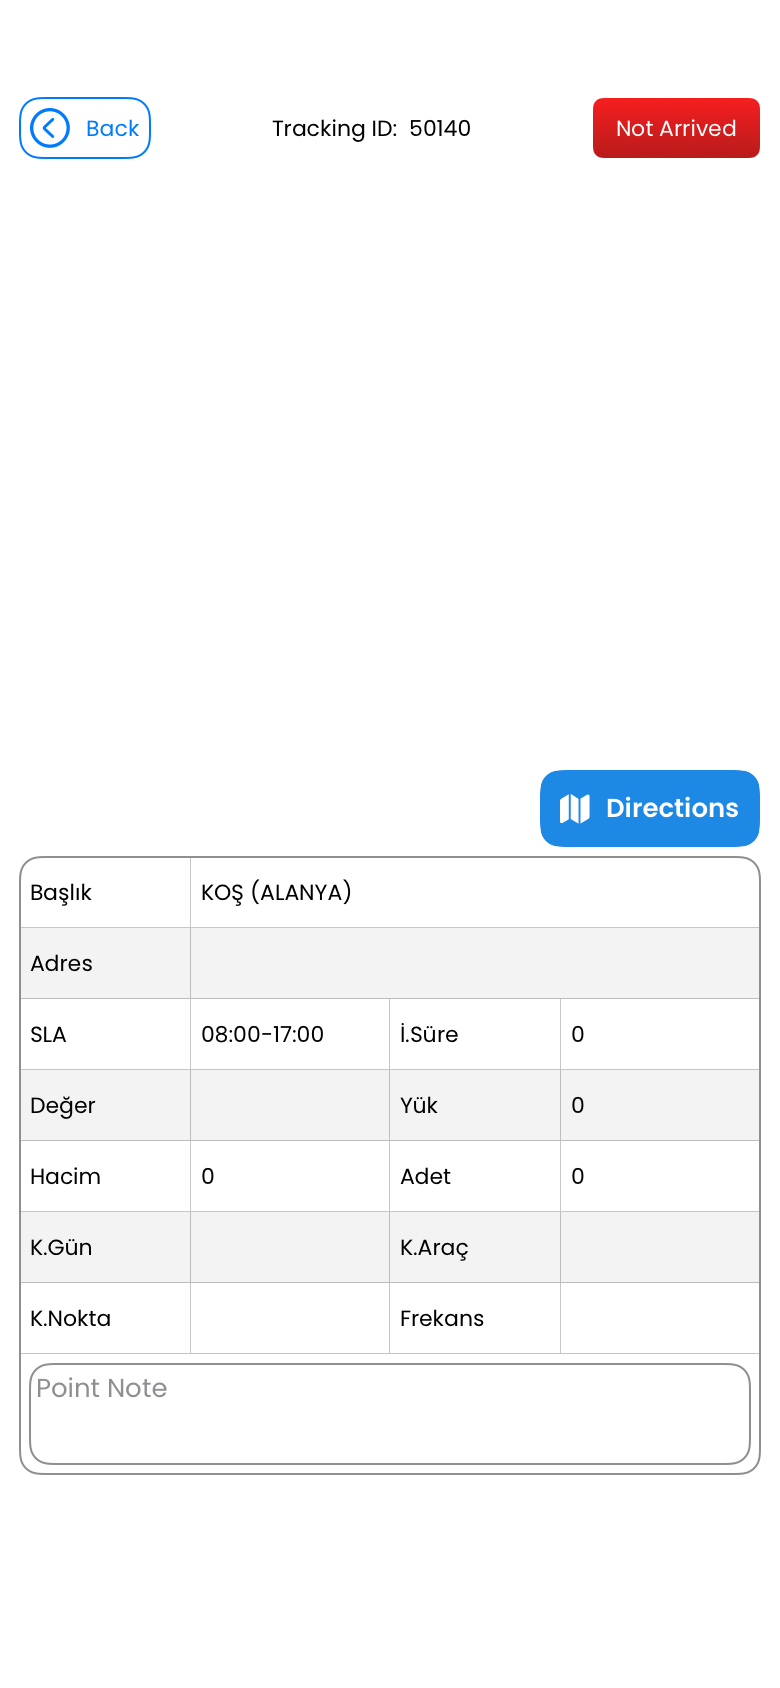 Back
Tracking ID: 50140
Not Arrived
Directions
Başlık KOŞ (ALANYA)
Adres
SLA 08:00-17:00 İ.Süre 0
Değer Yük 0
Hacim 0 Adet 0
K.Gün K.Araç
K.Nokta Frekans
Point Note